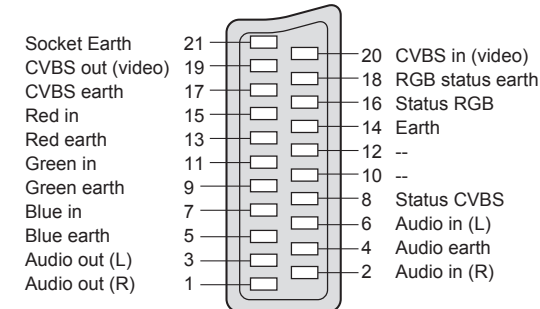 Socket Earth 21
CVBS out (video) 19
CVBS earth 17
Red in 15
Red earth 13
Green in 11
Green earth 9
Blue in 7
Blue earth 5
Audio out (L) 3
Audio out (R) 1
20 CVBS in (video)
18 RGB status earth
16 Status RGB
14 Earth
12 --
10 --
8 Status CVBS
6 Audio in (L)
4 Audio earth
2 Audio in (R)